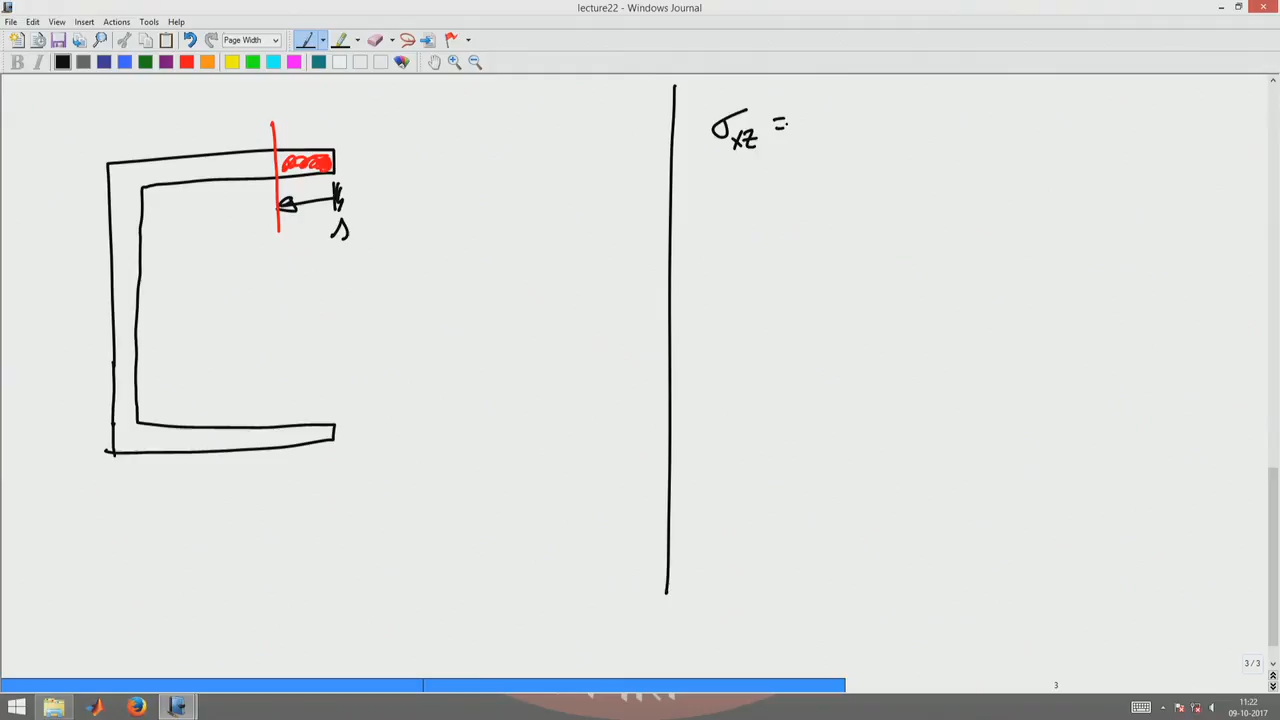 lecture22 - Windows Journal
File Edit View Insert Actions Tools Help
Page Width
B I
σxz =
s
3 / 3
3
11:22
09-10-2017